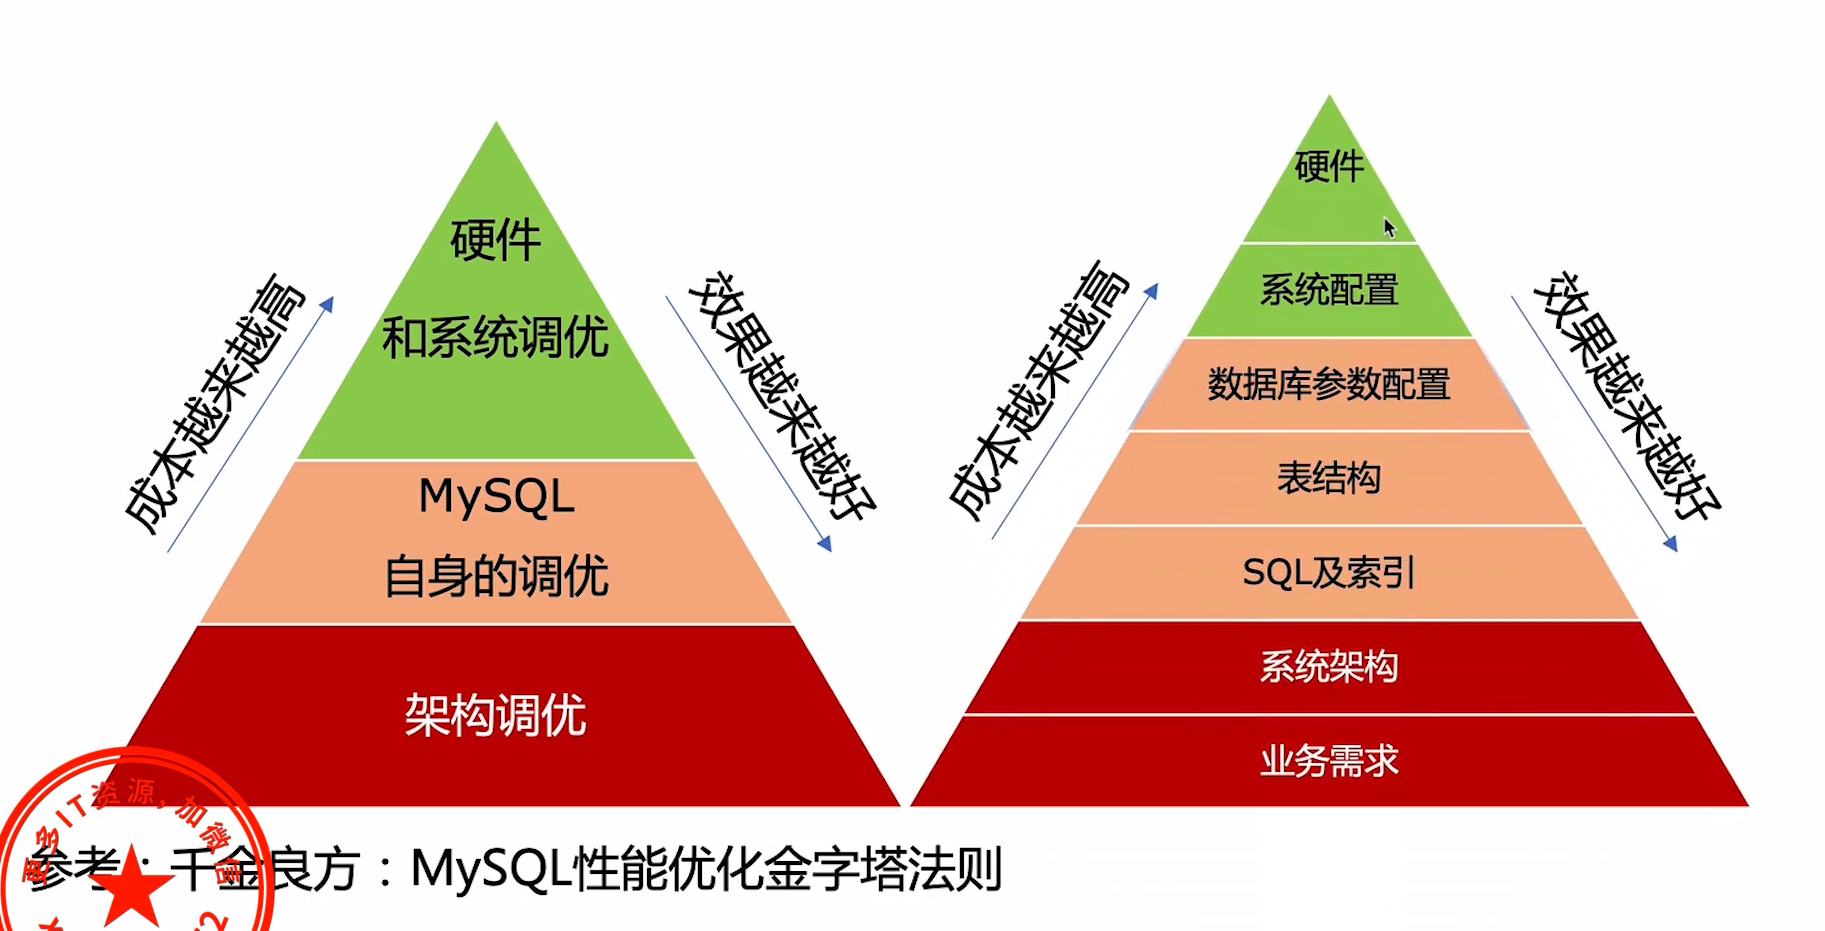 硬件
和系统调优
MySQL
自身的调优
架构调优
成本越来越高
效果越来越好
硬件
系统配置
数据库参数配置
表结构
SQL及索引
系统架构
业务需求
成本越来越高
效果越来越好
参考：千金良方：MySQL性能优化金字塔法则
更多IT资源，加微信